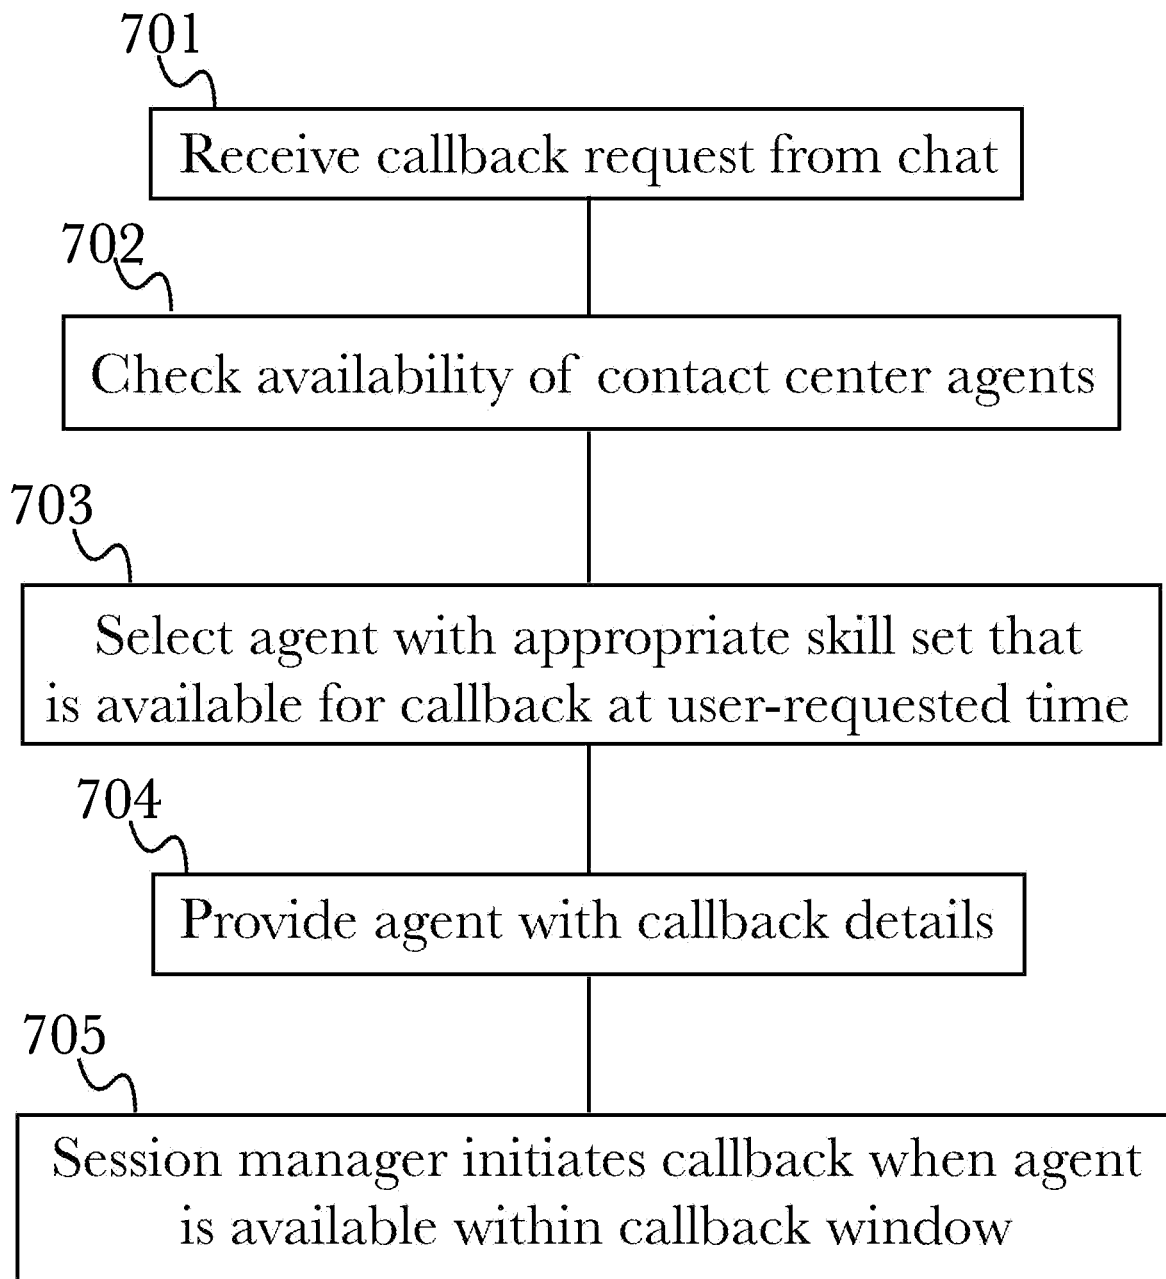 701
Receive callback request from chat
702
Check availability of contact center agents
703
Select agent with appropriate skill set that
is available for callback at user-requested time
704
Provide agent with callback details
705
Session manager initiates callback when agent
is available within callback window